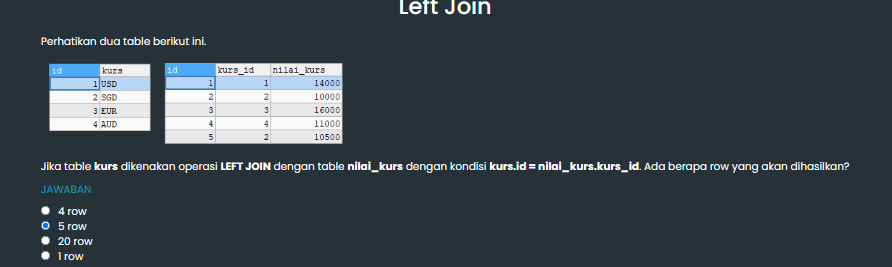 Left Join
Perhatikan dua table berikut ini.
id kurs
1 USD
2 SGD
3 EUR
4 AUD
id kurs_id nilai_kurs
1 1 14000
2 2 10000
3 3 16000
4 4 11000
5 2 10500
Jika table kurs dikenakan operasi LEFT JOIN dengan table nilai_kurs dengan kondisi kurs.id = nilai_kurs.kurs_id. Ada berapa row yang akan dihasilkan?
JAWABAN
4 row
5 row
20 row
1 row